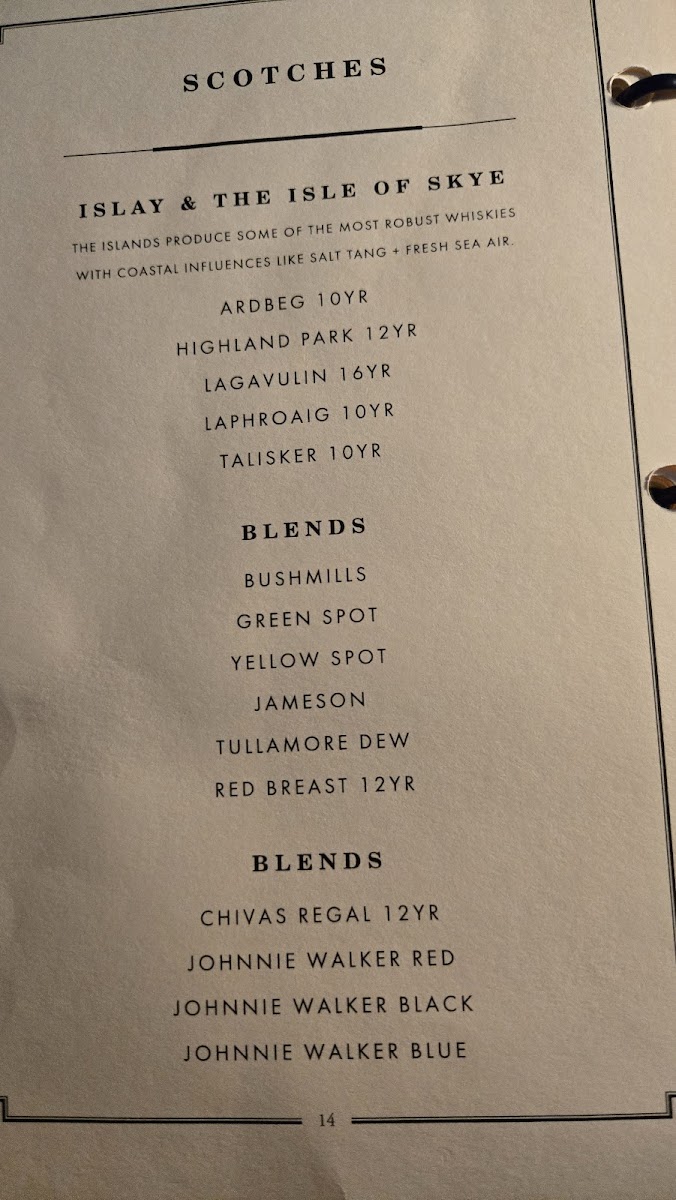 SCOTCHES
ISLAY & THE ISLE OF SKYE
THE ISLANDS PRODUCE SOME OF THE MOST ROBUST WHISKIES
WITH COASTAL INFLUENCES LIKE SALT TANG + FRESH SEA AIR.
ARDBEG 10YR
HIGHLAND PARK 12YR
LAGAVULIN 16YR
LAPHROAIG 10YR
TALISKER 10YR
BLENDS
BUSHMILLS
GREEN SPOT
YELLOW SPOT
JAMESON
TULLAMORE DEW
RED BREAST 12YR
BLENDS
CHIVAS REGAL 12YR
JOHNNIE WALKER RED
JOHNNIE WALKER BLACK
JOHNNIE WALKER BLUE
14